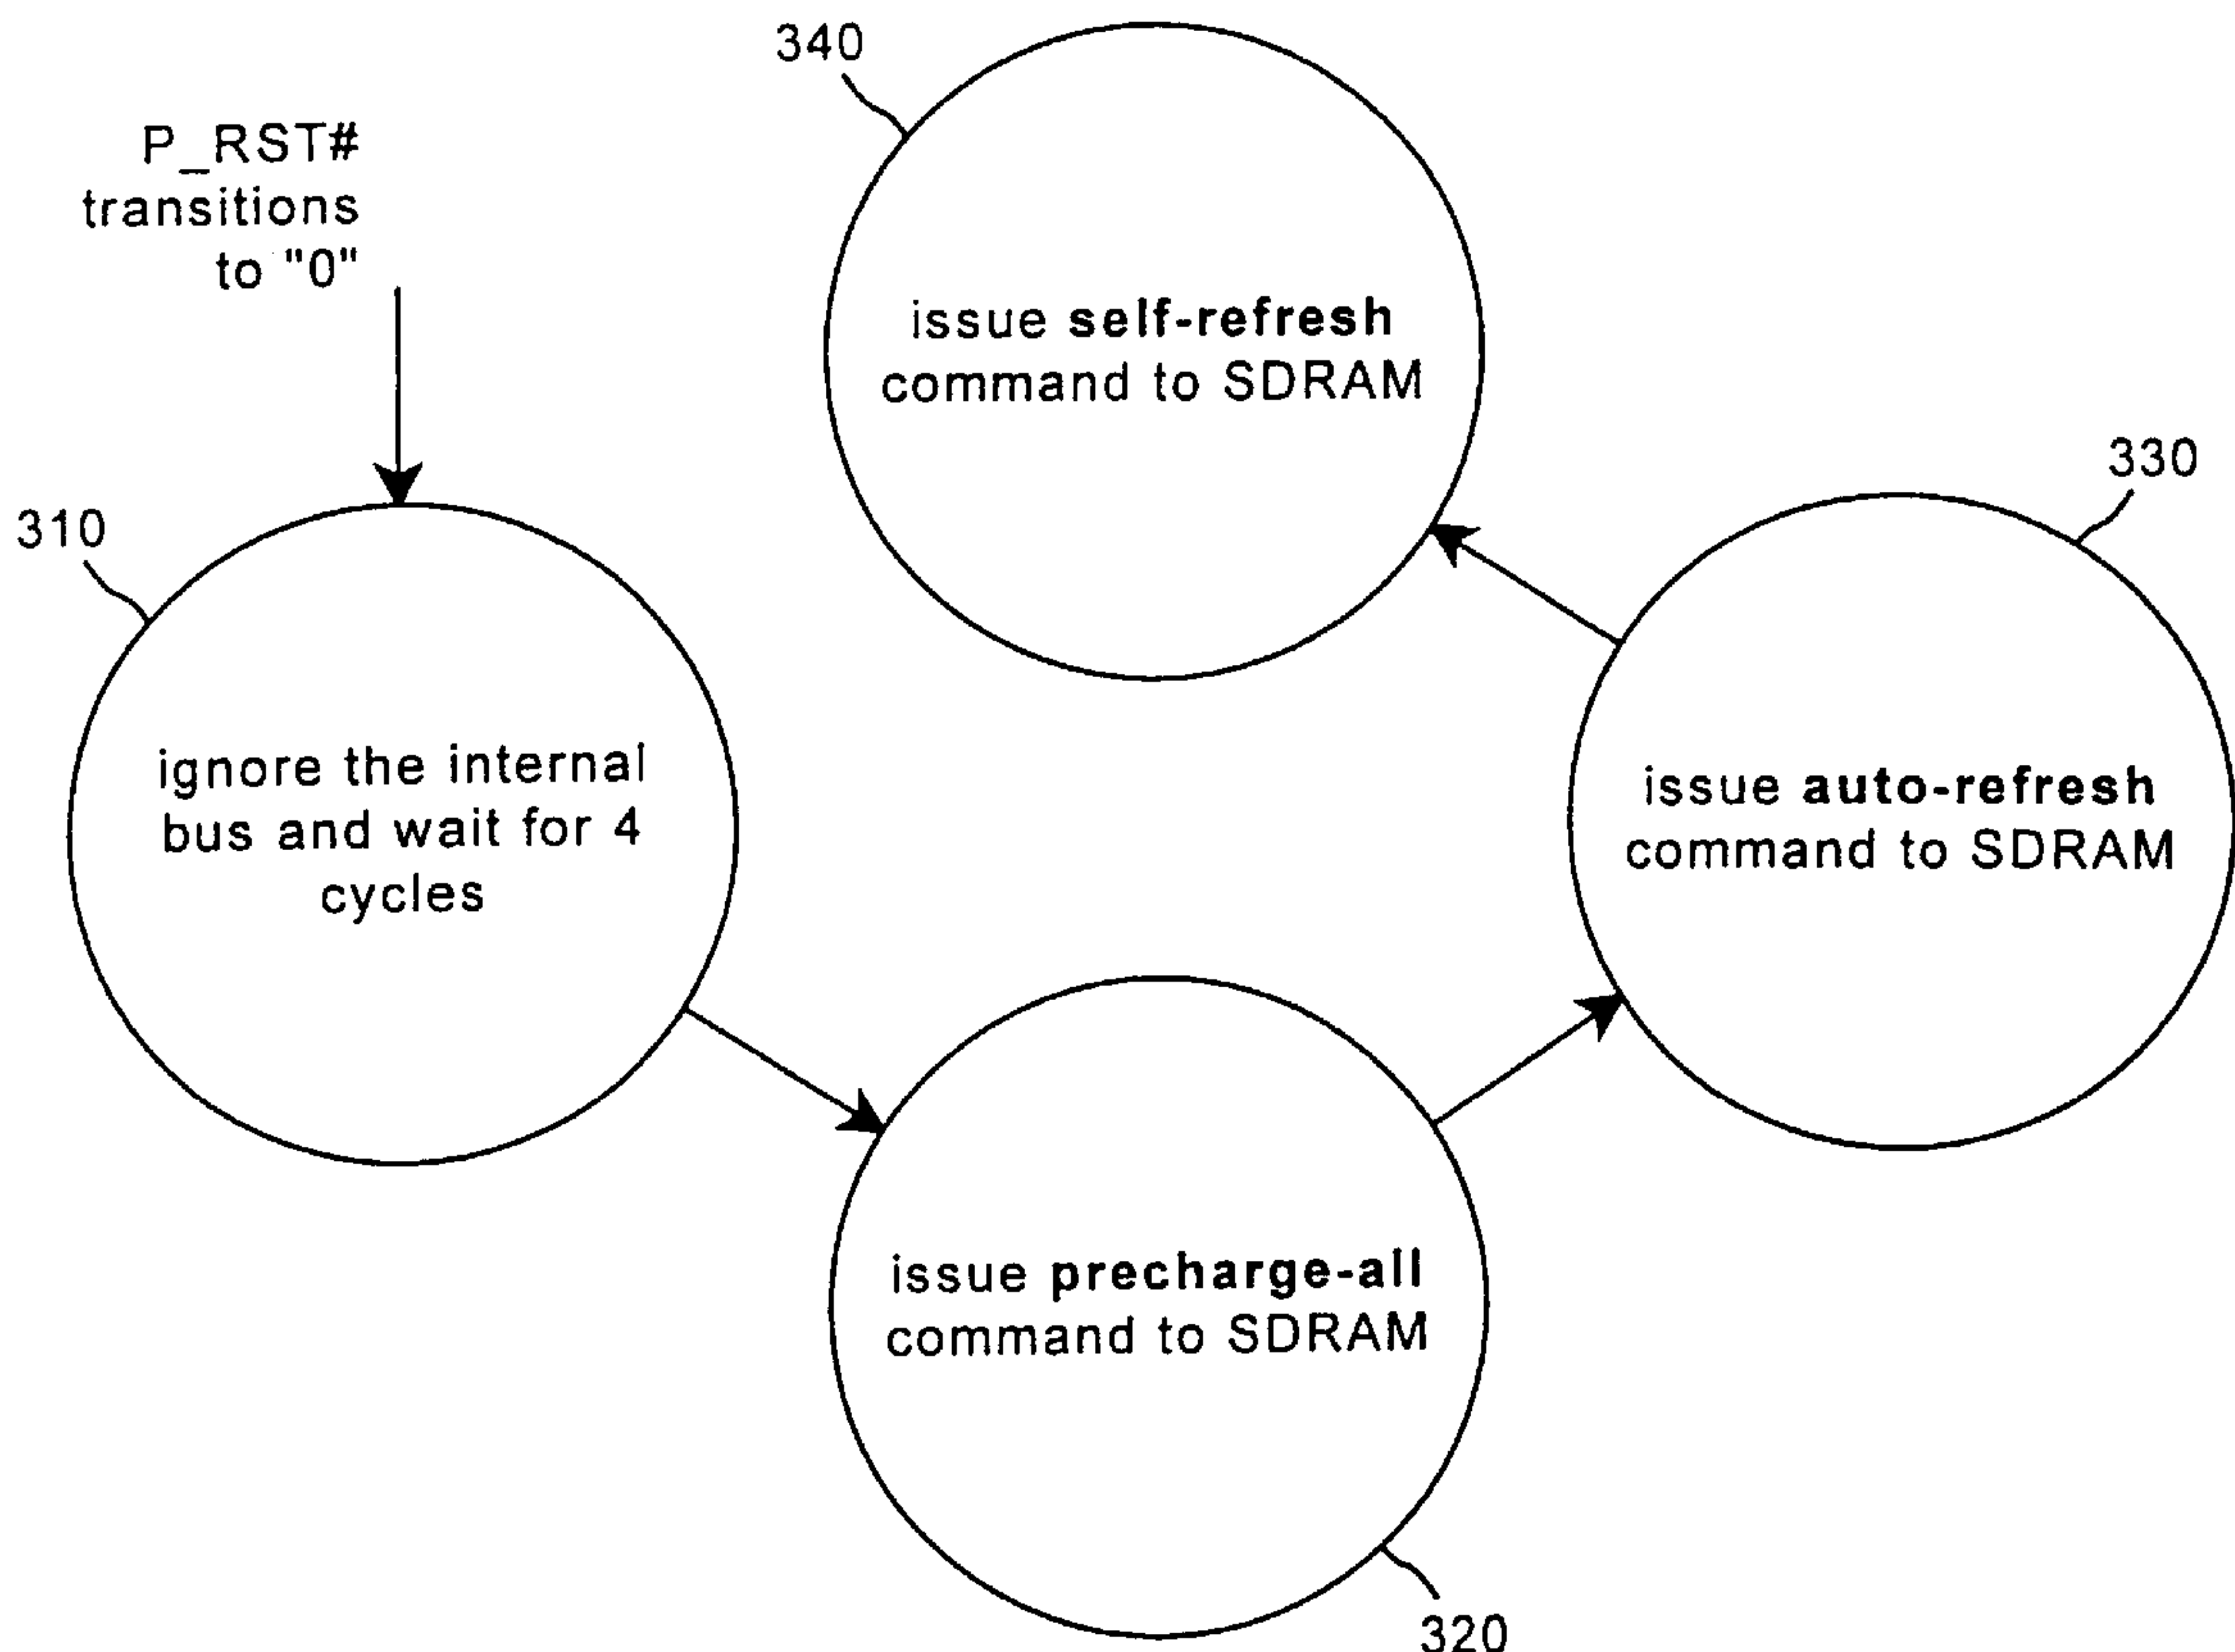 340
P_RST#
transitions
to "0"
issue self-refresh
command to SDRAM
330
310
ignore the internal
bus and wait for 4
cycles
issue auto-refresh
command to SDRAM
issue precharge-all
command to SDRAM
320